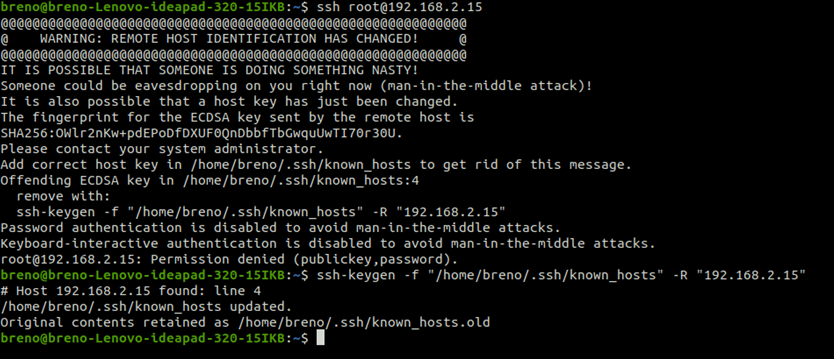 breno@breno-Lenovo-ideapad-320-15IKB:~$ ssh root@192.168.2.15
@@@@@@@@@@@@@@@@@@@@@@@@@@@@@@@@@@@@@@@@@@@@@@@@@@@@@@@@@@@
@    WARNING: REMOTE HOST IDENTIFICATION HAS CHANGED!     @
@@@@@@@@@@@@@@@@@@@@@@@@@@@@@@@@@@@@@@@@@@@@@@@@@@@@@@@@@@@
IT IS POSSIBLE THAT SOMEONE IS DOING SOMETHING NASTY!
Someone could be eavesdropping on you right now (man-in-the-middle attack)!
It is also possible that a host key has just been changed.
The fingerprint for the ECDSA key sent by the remote host is
SHA256:OWlr2nKw+pdEPoDfDXUF0QnDbbfTbGwquUwTI70r30U.
Please contact your system administrator.
Add correct host key in /home/breno/.ssh/known_hosts to get rid of this message.
Offending ECDSA key in /home/breno/.ssh/known_hosts:4
  remove with:
  ssh-keygen -f "/home/breno/.ssh/known_hosts" -R "192.168.2.15"
Password authentication is disabled to avoid man-in-the-middle attacks.
Keyboard-interactive authentication is disabled to avoid man-in-the-middle attacks.
root@192.168.2.15: Permission denied (publickey,password).
breno@breno-Lenovo-ideapad-320-15IKB:~$ ssh-keygen -f "/home/breno/.ssh/known_hosts" -R "192.168.2.15"
# Host 192.168.2.15 found: line 4
/home/breno/.ssh/known_hosts updated.
Original contents retained as /home/breno/.ssh/known_hosts.old
breno@breno-Lenovo-ideapad-320-15IKB:~$